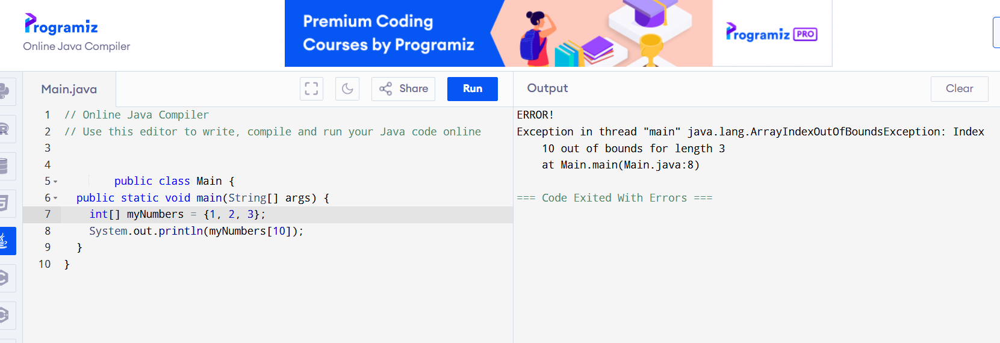 Programiz
Online Java Compiler
Premium Coding
Courses by Programiz
Programiz PRO
Main.java
Share
Run
Output
Clear
1 // Online Java Compiler
2 // Use this editor to write, compile and run your Java code online
3
4
5 public class Main {
6 public static void main(String[] args) {
7 int[] myNumbers = {1, 2, 3};
8 System.out.println(myNumbers[10]);
9 }
10 }
ERROR!
Exception in thread "main" java.lang.ArrayIndexOutOfBoundsException: Index
10 out of bounds for length 3
at Main.main(Main.java:8)
=== Code Exited With Errors ===